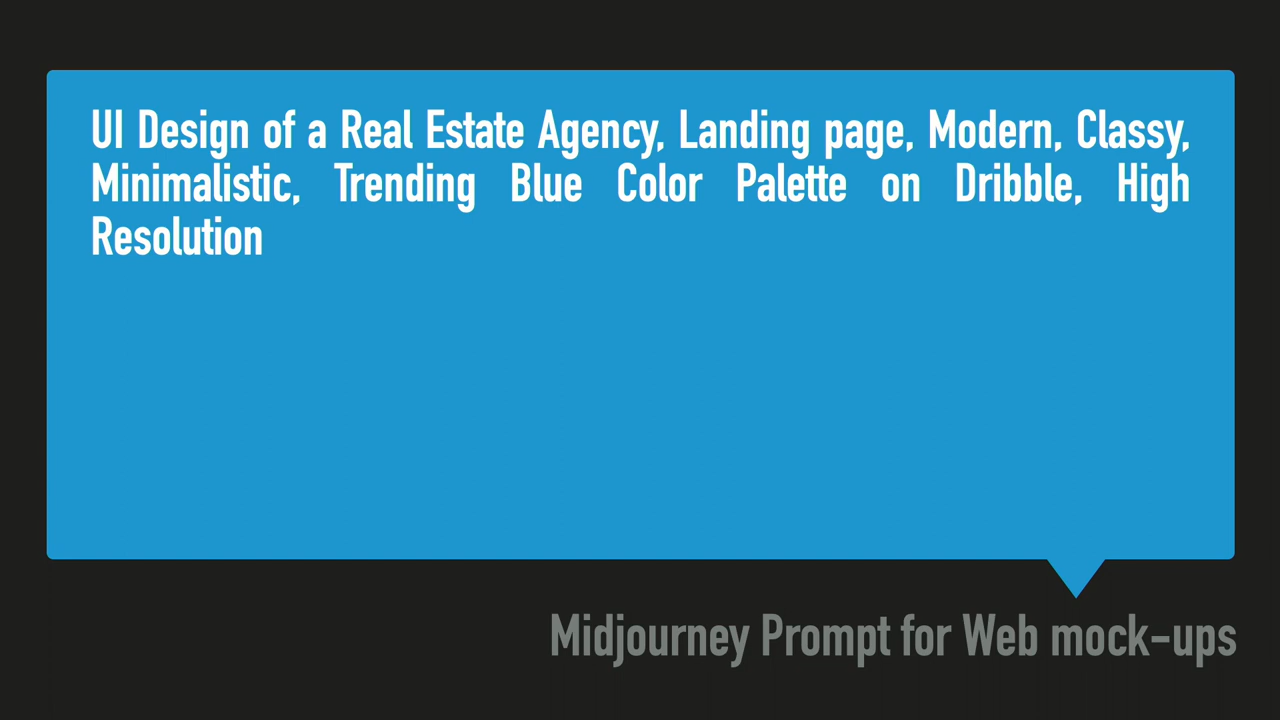 UI Design of a Real Estate Agency, Landing page, Modern, Classy,
Minimalistic, Trending Blue Color Palette on Dribble, High
Resolution
Midjourney Prompt for Web mock-ups